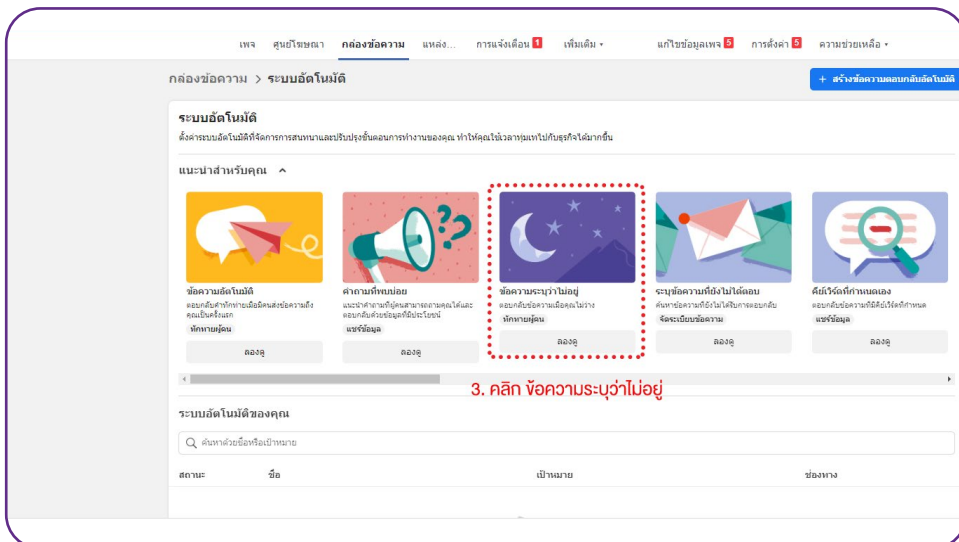 เพจ ศูนย์โฆษณา กล่องข้อความ แหล่ง... การแจ้งเตือน 1 เพิ่มเติม แก้ไขข้อมูลเพจ 5 การตั้งค่า 5 ความช่วยเหลือ
กล่องข้อความ > ระบบอัตโนมัติ
+ สร้างข้อความตอบกลับอัตโนมัติ
ระบบอัตโนมัติ
ตั้งค่าระบบอัตโนมัติที่จัดการการสนทนาและปรับปรุงขั้นตอนการทำงานของคุณ ทำให้คุณใช้เวลาทุ่มเทไปกับธุรกิจได้มากขึ้น
แนะนำสำหรับคุณ
ข้อความอัตโนมัติ
ตอบกลับคำทักทายเมื่อมีคนส่งข้อความถึง
คุณเป็นครั้งแรก
ทักทายผู้คน
ลองดู
คำถามที่พบบ่อย
แนะนำคำถามที่ผู้คนสามารถถามคุณได้และ
ตอบกลับด้วยข้อมูลที่มีประโยชน์
แชร์ข้อมูล
ลองดู
ข้อความระบุว่าไม่อยู่
ตอบกลับข้อความเมื่อคุณไม่ว่าง
ทักทายผู้คน
ลองดู
ระบุข้อความที่ยังไม่ได้ตอบ
ค้นหาข้อความที่ยังไม่ได้รับการตอบกลับ
จัดระเบียบข้อความ
ลองดู
คีย์เวิร์ดที่กำหนดเอง
ตอบกลับข้อความที่มีคีย์เวิร์ดที่กำหนด
แชร์ข้อมูล
ลองดู
3. คลิก ข้อความระบุว่าไม่อยู่
ระบบอัตโนมัติของคุณ
ค้นหาด้วยชื่อหรือเป้าหมาย
สถานะ ชื่อ เป้าหมาย ช่องทาง